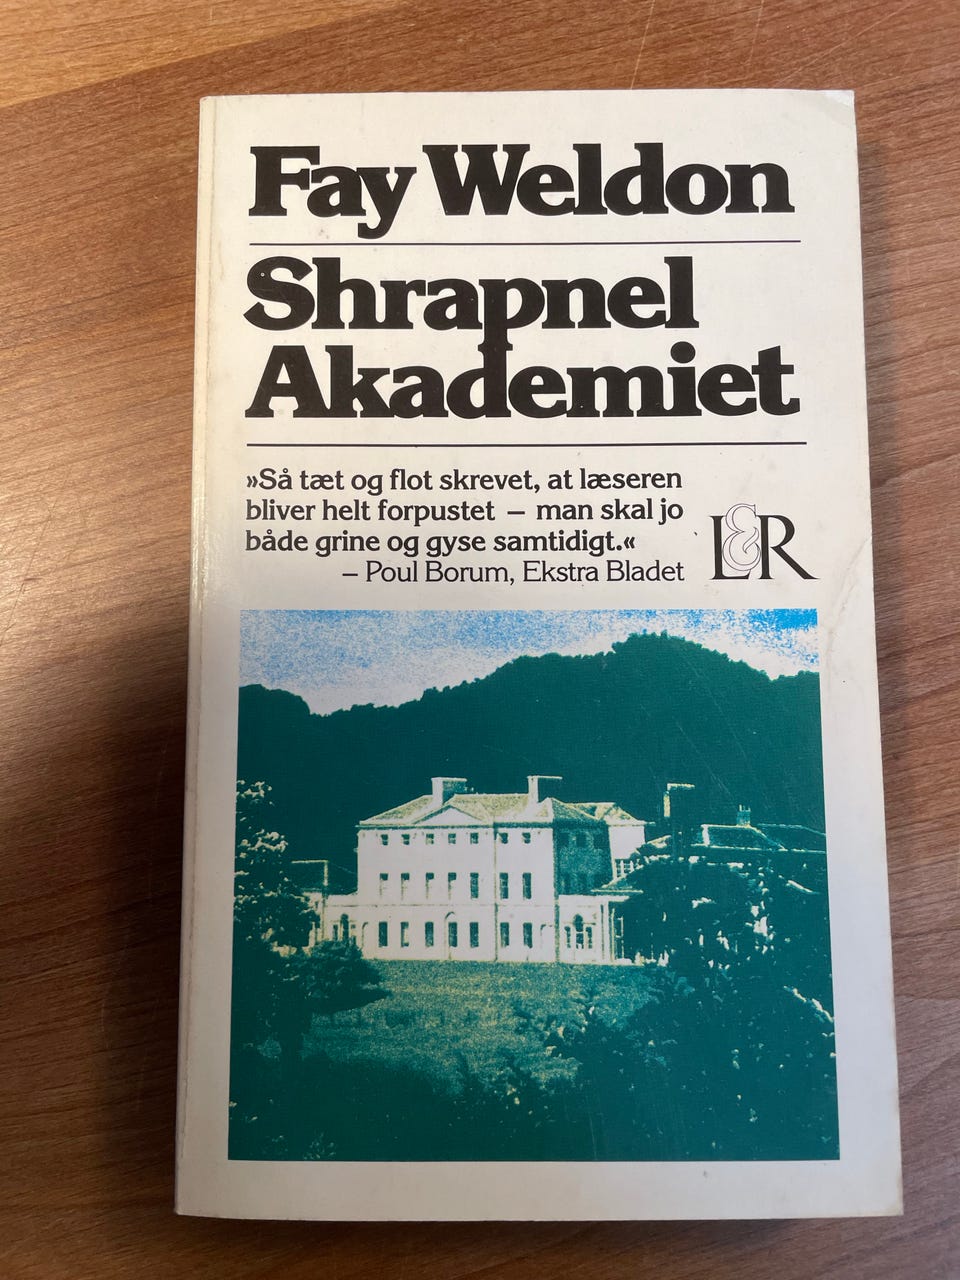 Fay Weldon
Shrapnel
Akademiet
»Så tæt og flot skrevet, at læseren
bliver helt forpustet – man skal jo
både grine og gyse samtidigt.«
– Poul Borum, Ekstra Bladet
L&R